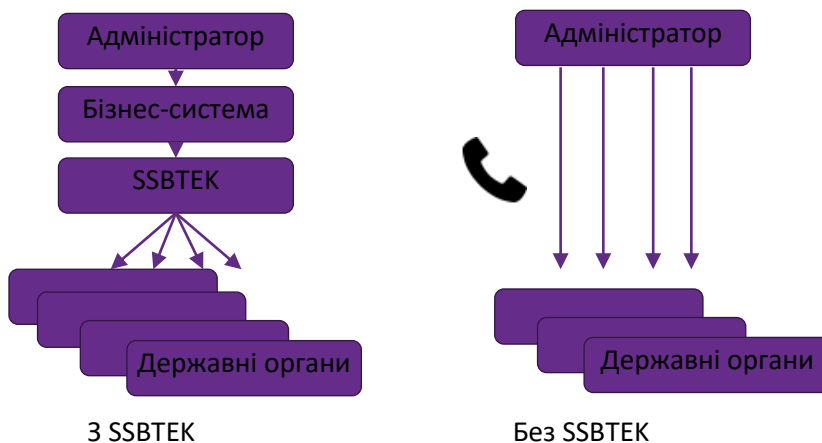 Адміністратор
Бізнес-система
SSBTEK
Державні органи
З SSBTEK
Адміністратор
Державні органи
Без SSBTEK